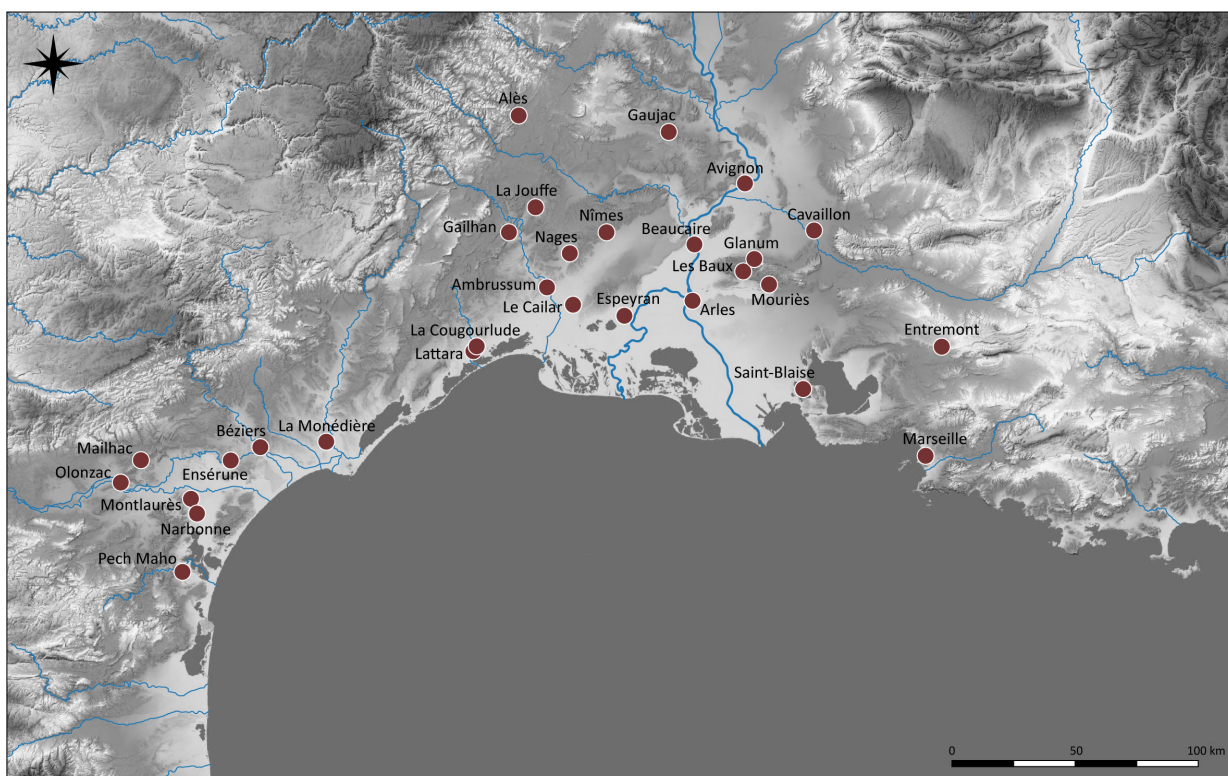 Alès
Gaujac
Avignon
La Jouffe
Gailhan
Nîmes
Nages
Beaucaire
Cavaillon
Glanum
Les Baux
Mouriès
Ambrussum
Le Cailar
Espeyran
Arles
La Cougourlude
Lattara
Entremont
Saint-Blaise
La Monédière
Béziers
Marseille
Mailhac
Ensérune
Olonzac
Montlaurès
Narbonne
Pech Maho
0 50 100 km